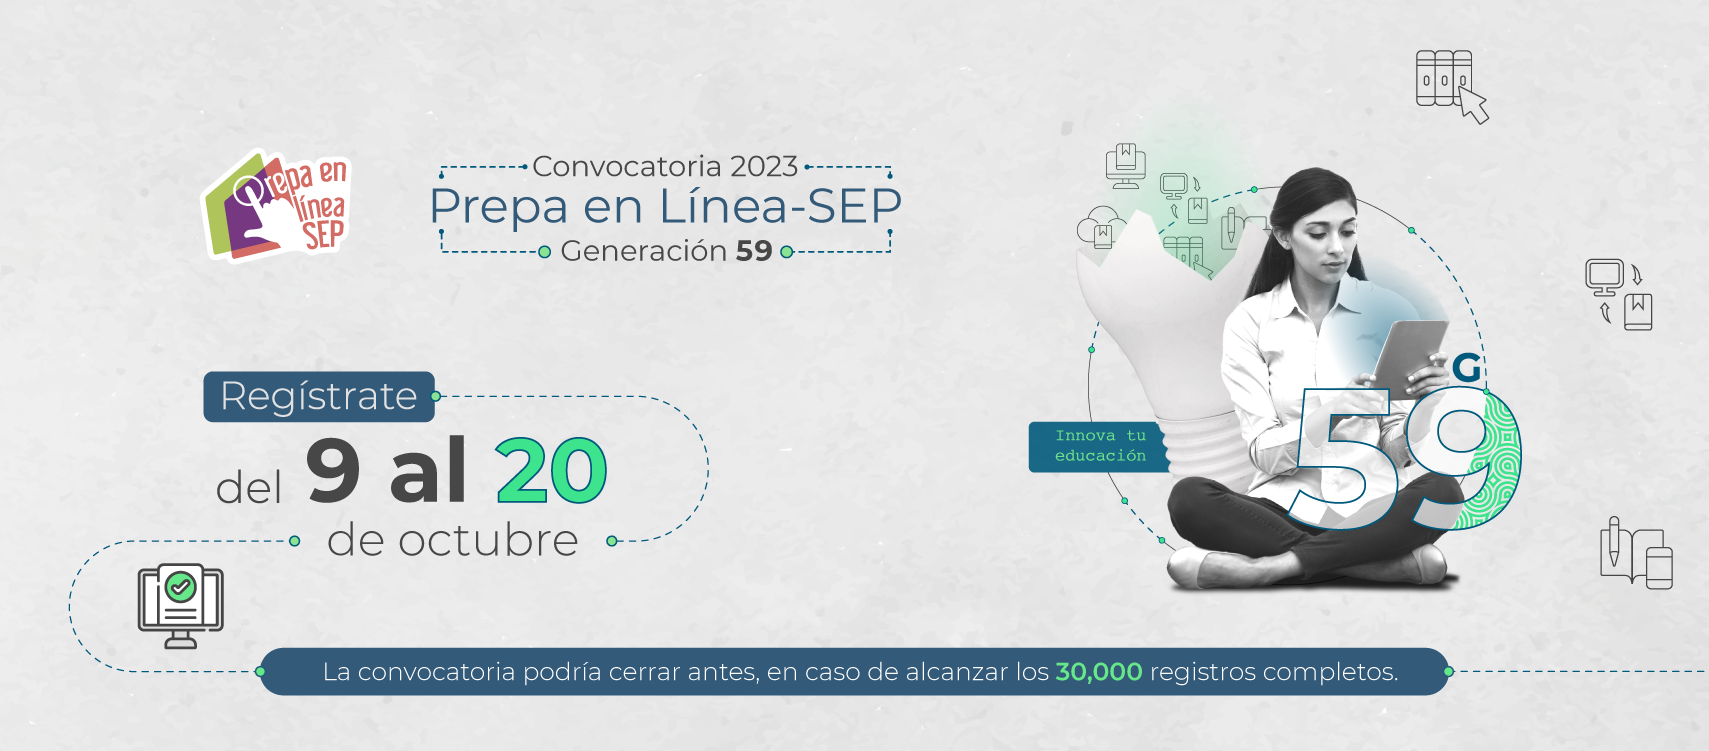 Prepa en
línea
SEP
Convocatoria 2023
Prepa en Línea-SEP
Generación 59
Regístrate
del 9 al 20
de octubre
G
59
Innova tu
educación
La convocatoria podría cerrar antes, en caso de alcanzar los 30,000 registros completos.